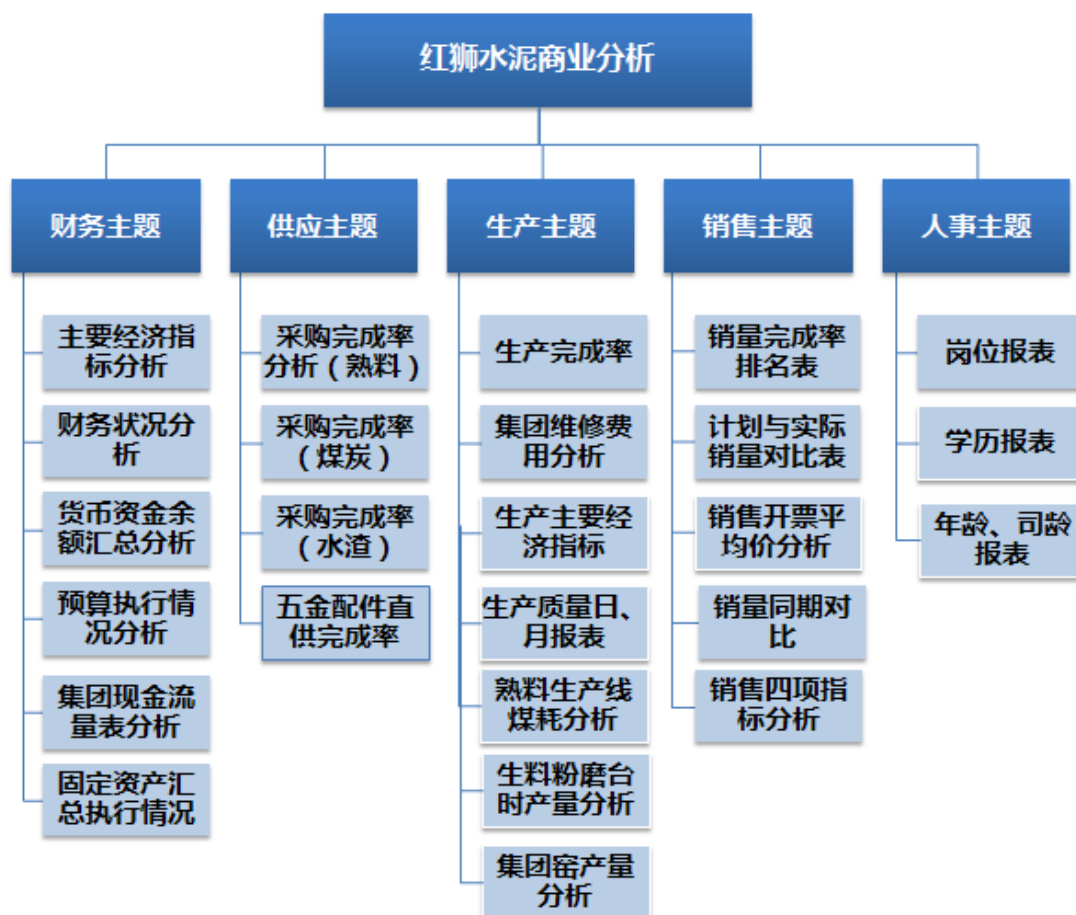 红狮水泥商业分析
财务主题
供应主题
生产主题
销售主题
人事主题
主要经济指
标分析
财务状况分
析
货币资金余
额汇总分析
预算执行情
况分析
集团现金流
量表分析
固定资产汇
总执行情况
采购完成率
分析（熟料）
采购完成率
（煤炭）
采购完成率
（水渣）
五金配件直
供完成率
生产完成率
集团维修费
用分析
生产主要经
济指标
生产质量日、
月报表
熟料生产线
煤耗分析
生料粉磨台
时产量分析
集团窑产量
分析
销量完成率
排名表
计划与实际
销量对比表
销售开票平
均价分析
销量同期对
比
销售四项指
标分析
岗位报表
学历报表
年龄、司龄
报表